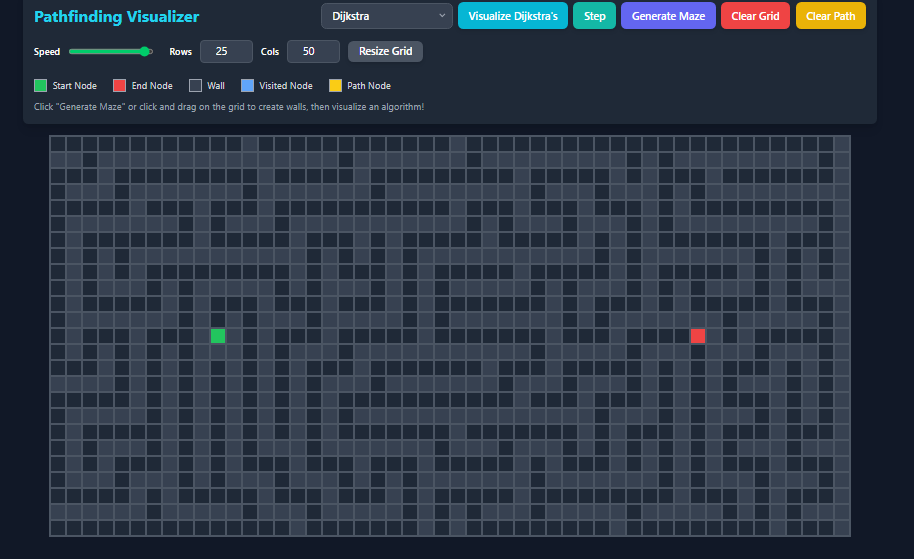 Pathfinding Visualizer
Dijkstra
Visualize Dijkstra's
Step
Generate Maze
Clear Grid
Clear Path
Speed
Rows
25
Cols
50
Resize Grid
Start Node
End Node
Wall
Visited Node
Path Node
Click "Generate Maze" or click and drag on the grid to create walls, then visualize an algorithm!